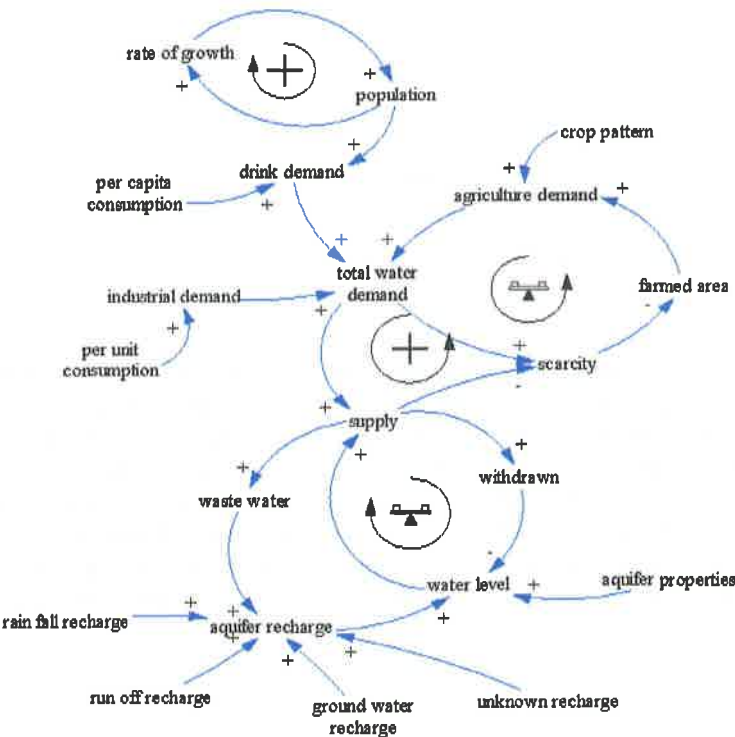 rate of growth
population
crop pattern
drink demand
per capita
consumption
agriculture demand
total water
demand
industrial demand
farmed area
per unit
consumption
scarcity
supply
withdrawn
waste water
water level
aquifer properties
rain fall recharge
aquifer recharge
run off recharge
ground water
recharge
unknown recharge